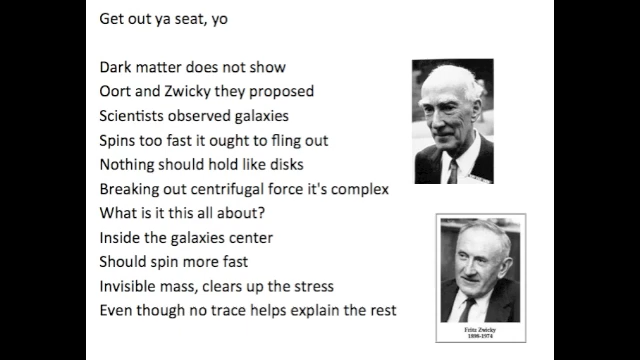 Get out ya seat, yo
Dark matter does not show
Oort and Zwicky they proposed
Scientists observed galaxies
Spins too fast it ought to fling out
Nothing should hold like disks
Breaking out centrifugal force it's complex
What is it this all about?
Inside the galaxies center
Should spin more fast
Invisible mass, clears up the stress
Even though no trace helps explain the rest
Fritz Zwicky
1898-1974